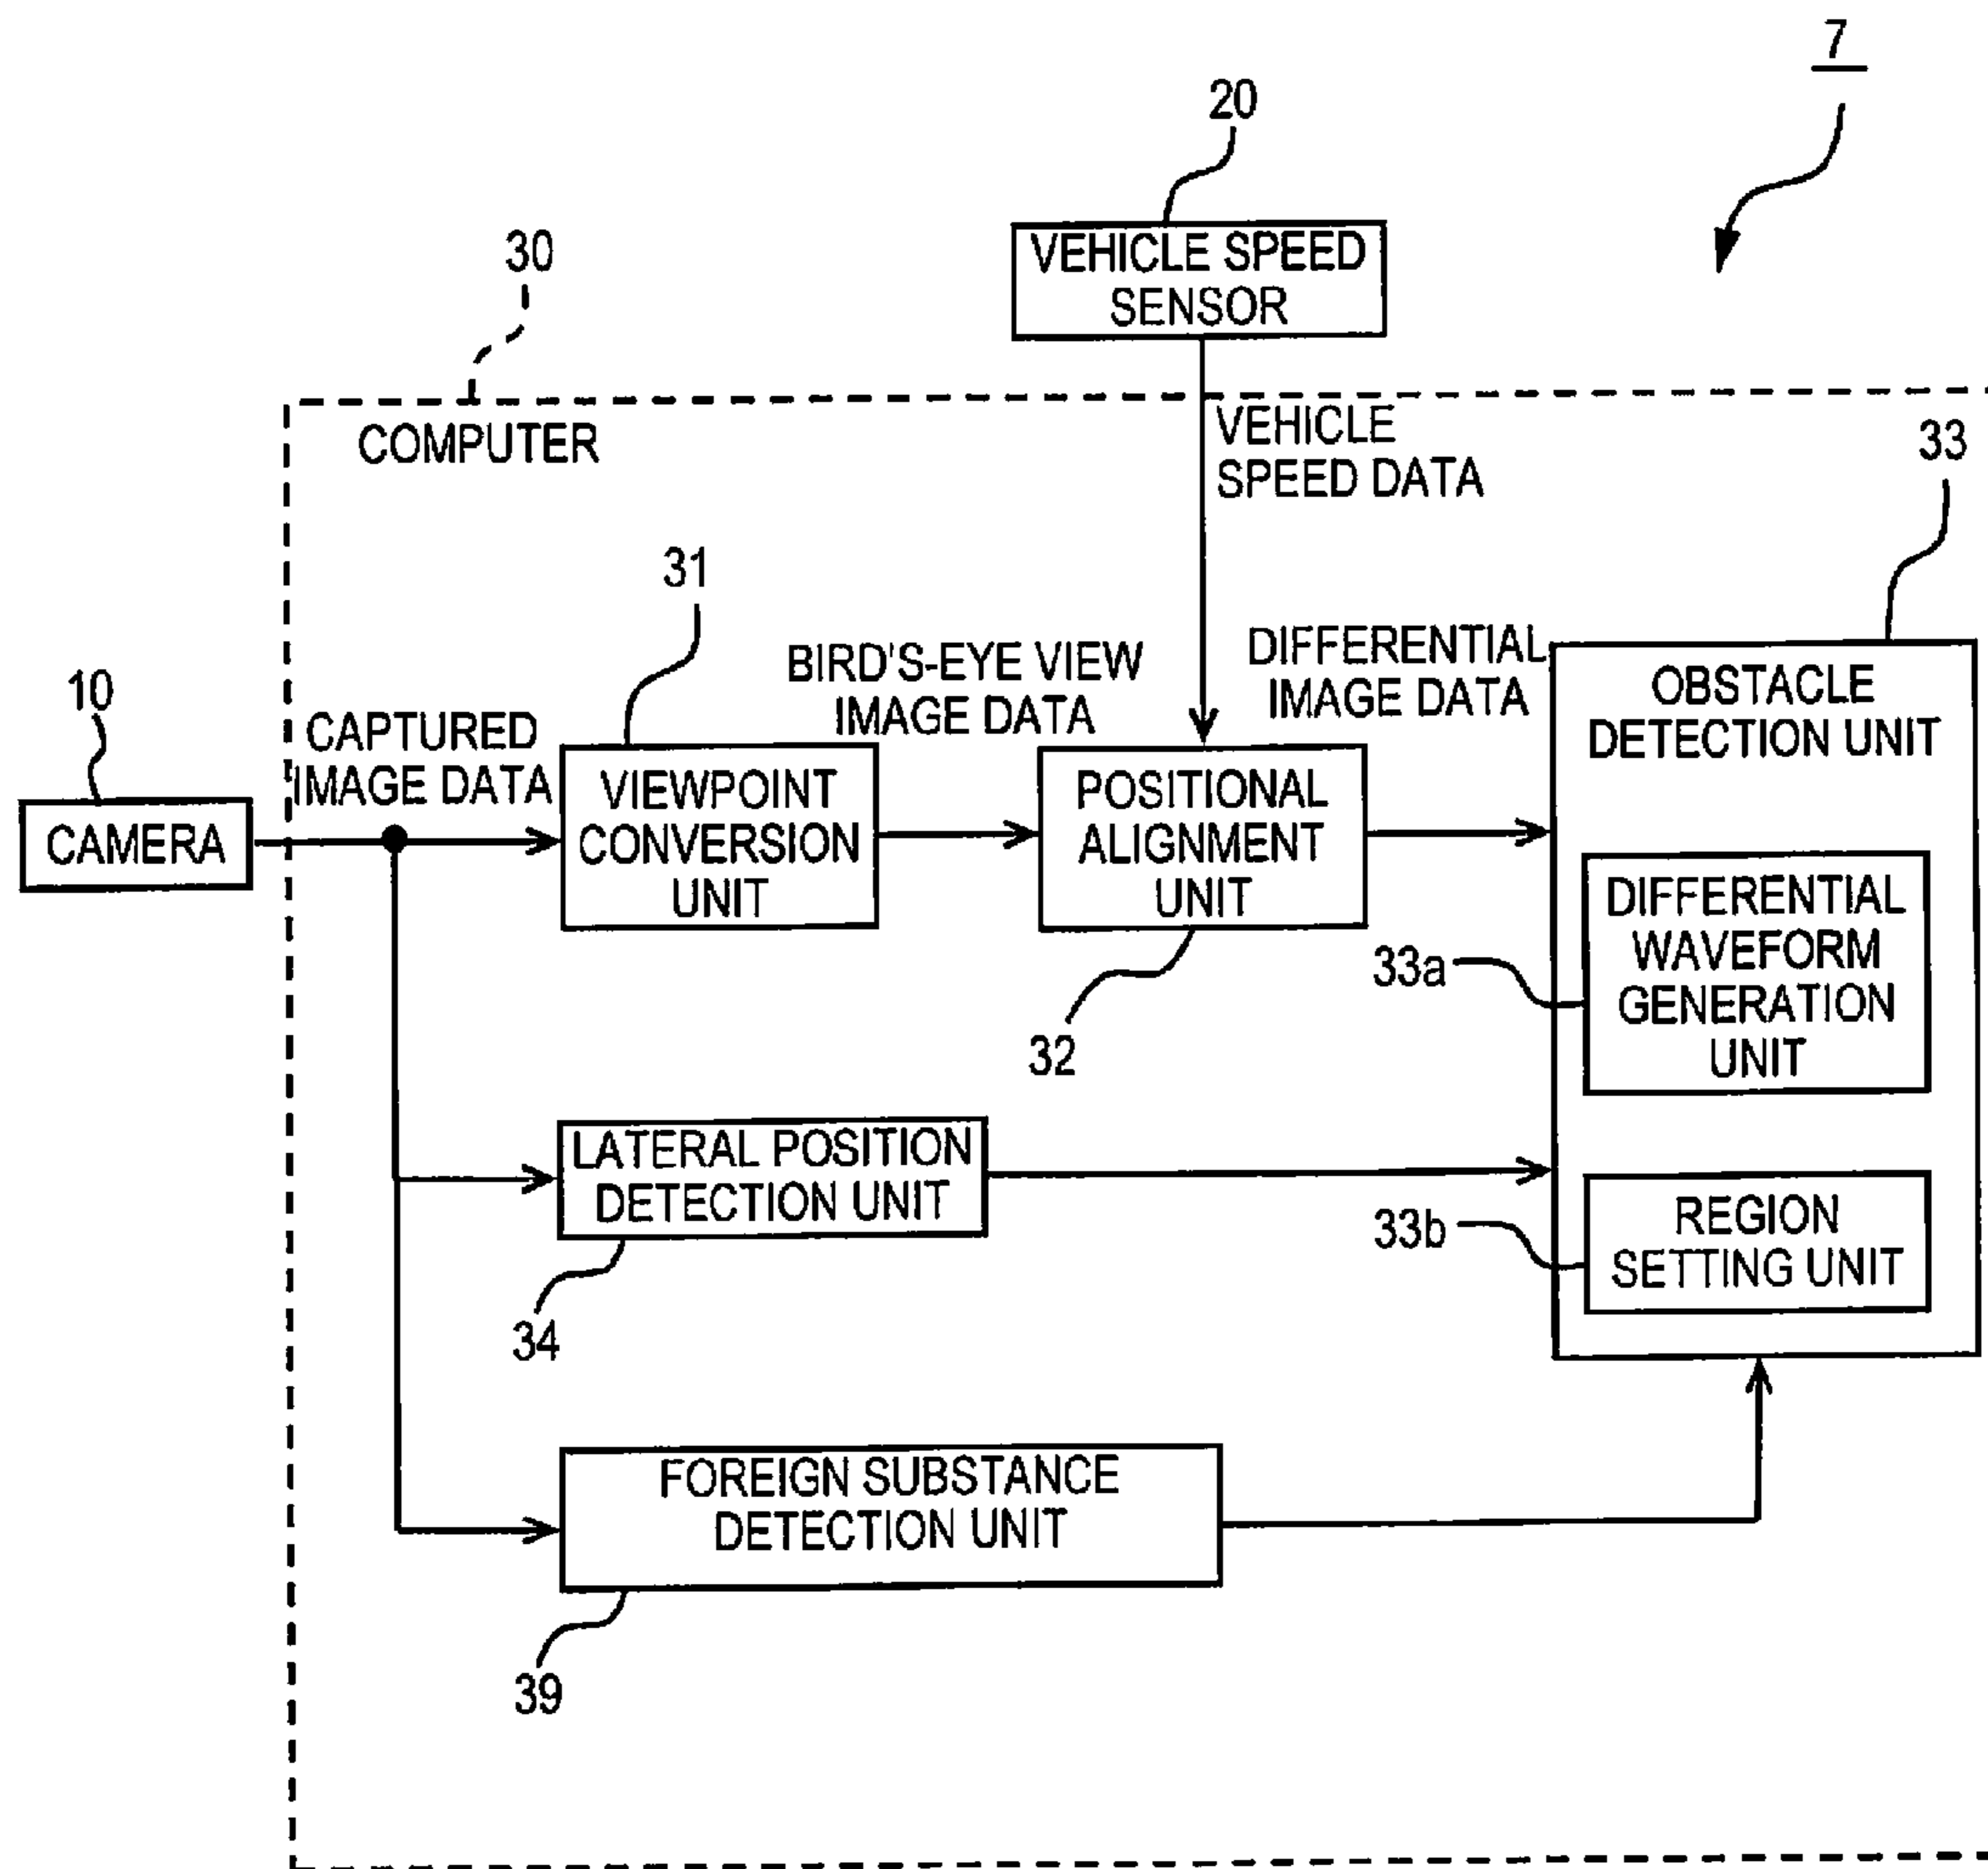 7
20
VEHICLE SPEED
SENSOR
30
COMPUTER
VEHICLE
SPEED DATA
33
31
BIRD'S-EYE VIEW
IMAGE DATA
DIFFERENTIAL
IMAGE DATA
10
CAPTURED
IMAGE DATA
CAMERA
VIEWPOINT
CONVERSION
UNIT
POSITIONAL
ALIGNMENT
UNIT
OBSTACLE
DETECTION UNIT
33a
DIFFERENTIAL
WAVEFORM
GENERATION
UNIT
32
LATERAL POSITION
DETECTION UNIT
33b
REGION
SETTING UNIT
34
FOREIGN SUBSTANCE
DETECTION UNIT
39